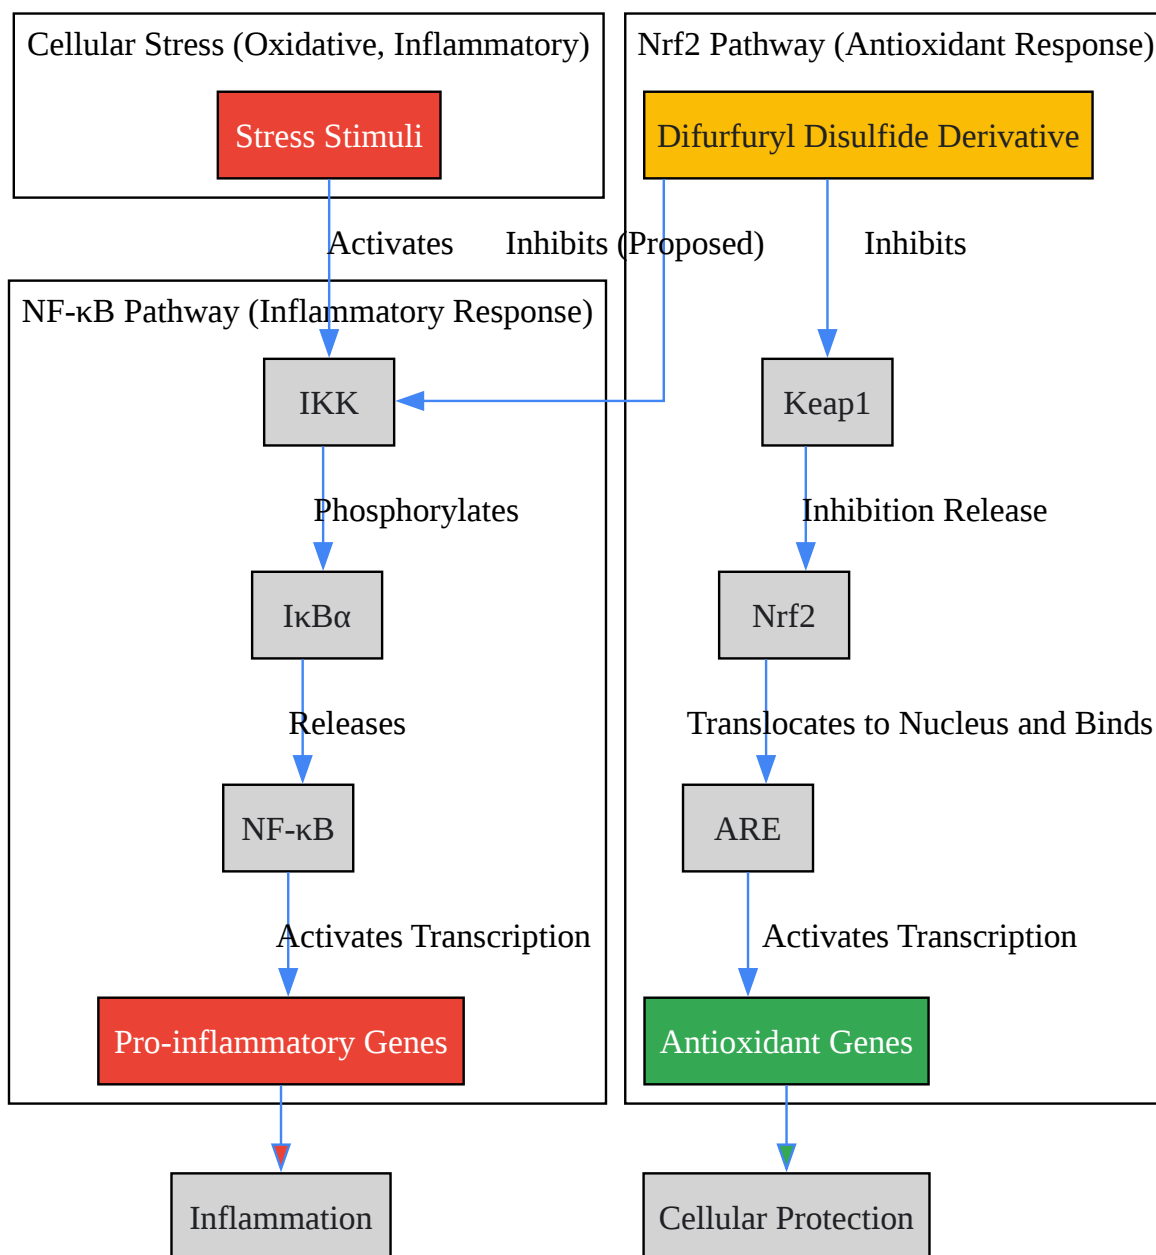 Cellular Stress (Oxidative, Inflammatory)
Nrf2 Pathway (Antioxidant Response)
Stress Stimuli
Difurfuryl Disulfide Derivative
Activates
Inhibits (Proposed)
Inhibits
NF-κB Pathway (Inflammatory Response)
IKK
Keap1
Phosphorylates
Inhibition Release
IκBα
Nrf2
Releases
Translocates to Nucleus and Binds
NF-κB
ARE
Activates Transcription
Activates Transcription
Pro-inflammatory Genes
Antioxidant Genes
Inflammation
Cellular Protection